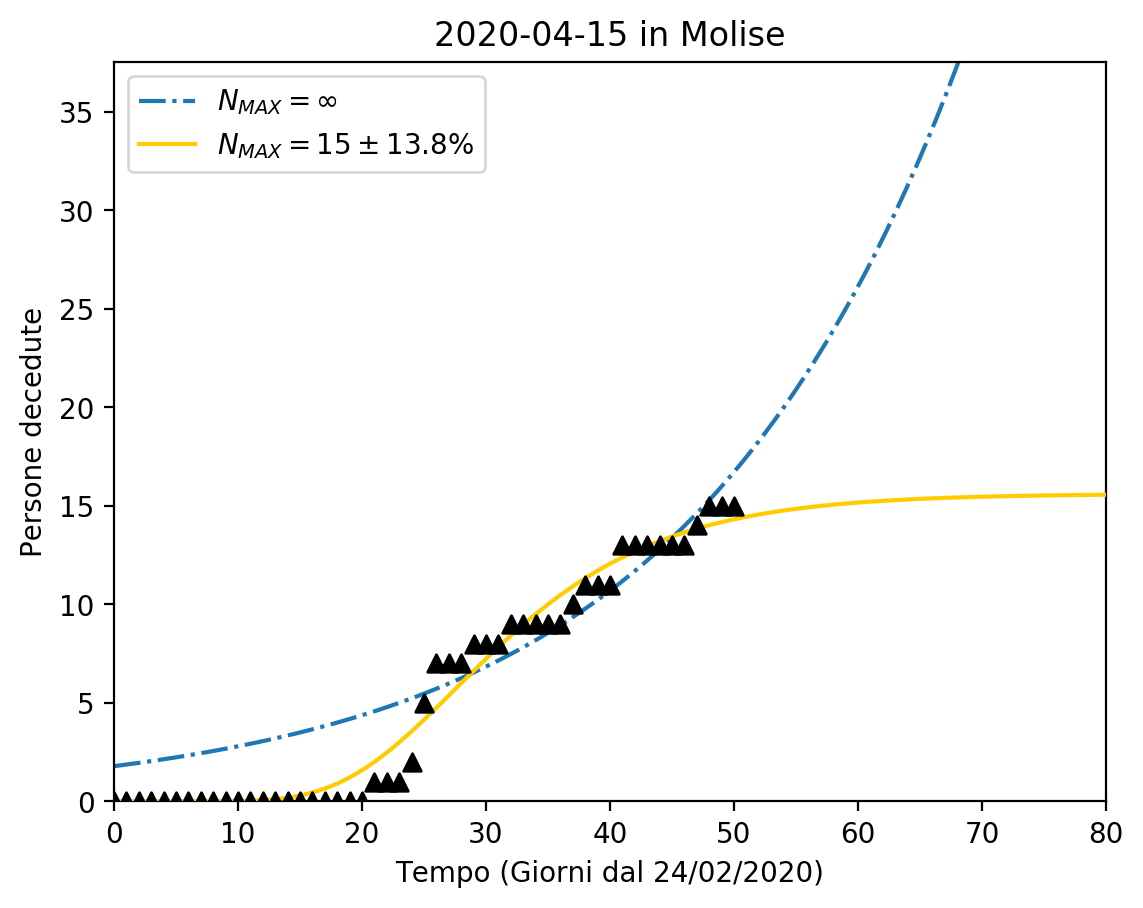 2020-04-15 in Molise
N_MAX = ∞
N_MAX = 15 ± 13.8%
Persone decedute
35
30
25
20
15
10
5
0
0 10 20 30 40 50 60 70 80
Tempo (Giorni dal 24/02/2020)